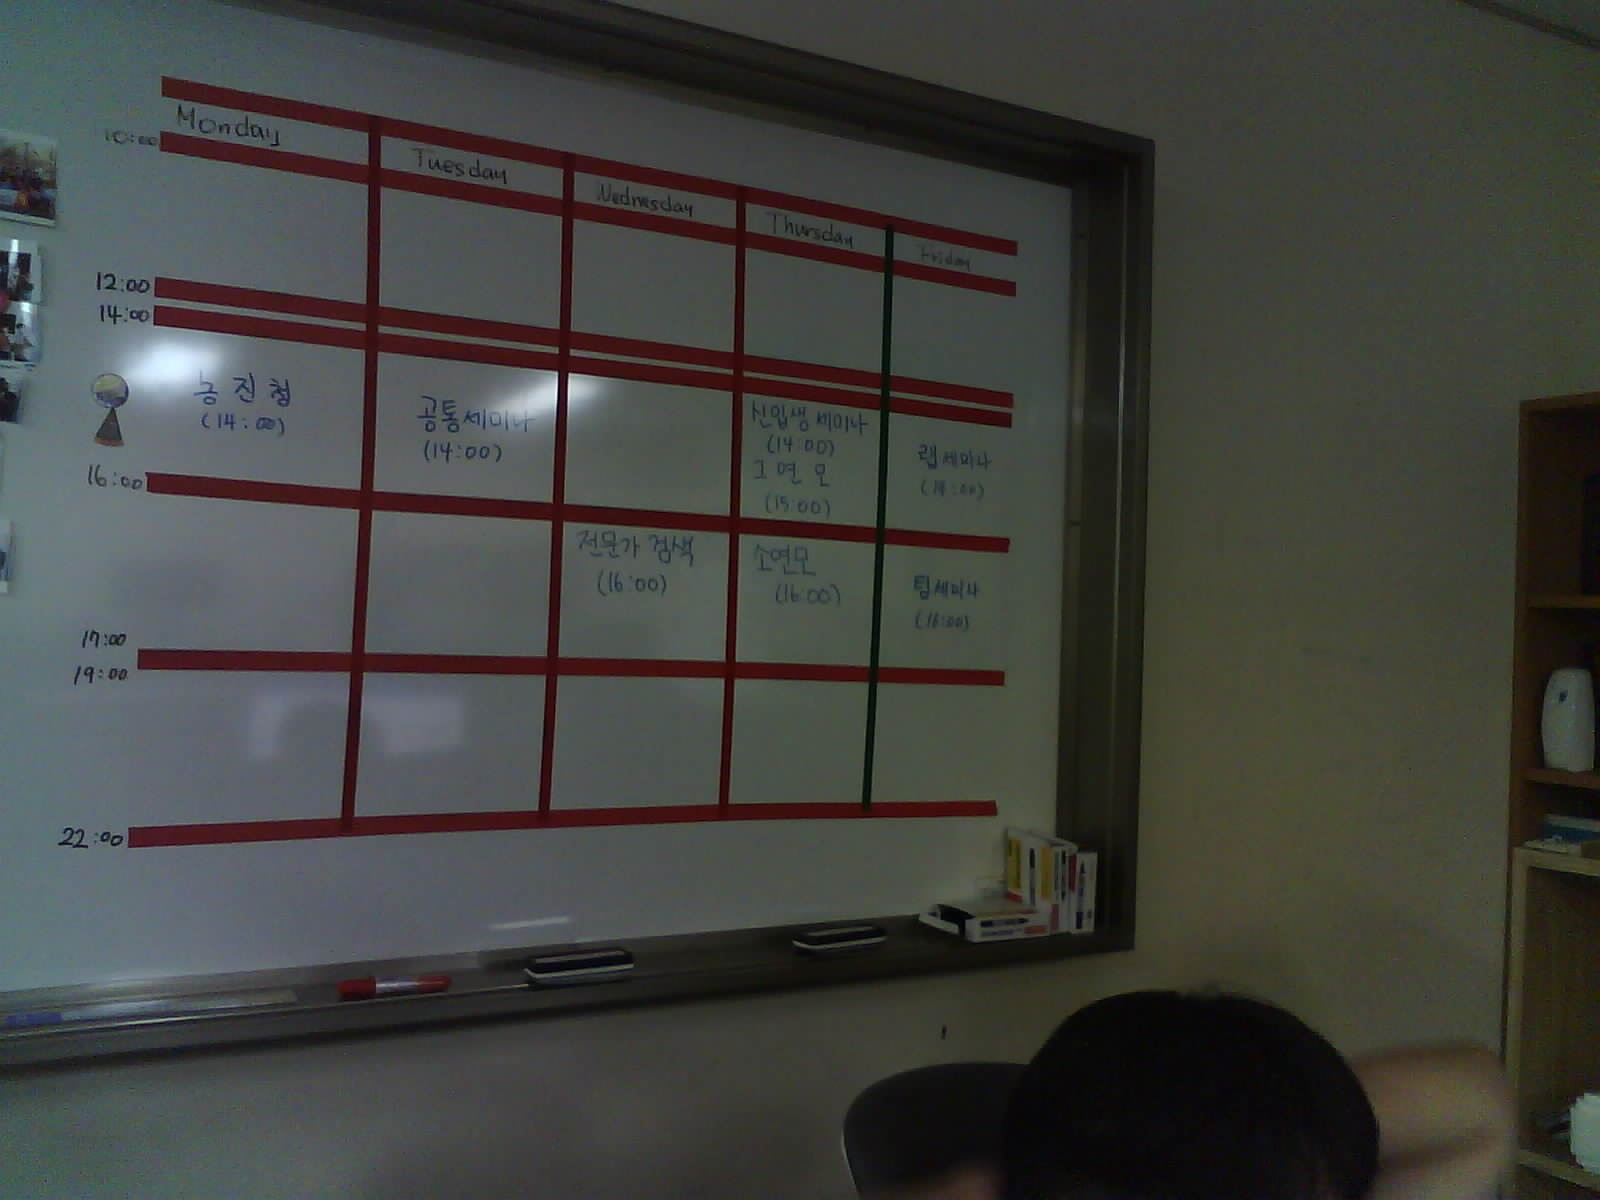 Monday
Tuesday
Wednesday
Thursday
Friday
10:00
12:00
14:00
농진청
(14:00)
공통세미나
(14:00)
신입생세미나
(14:00)
그연모
(15:00)
랩세미나
(14:00)
16:00
전문가 검색
(16:00)
소연모
(16:00)
팀세미나
(16:00)
17:00
19:00
22:00